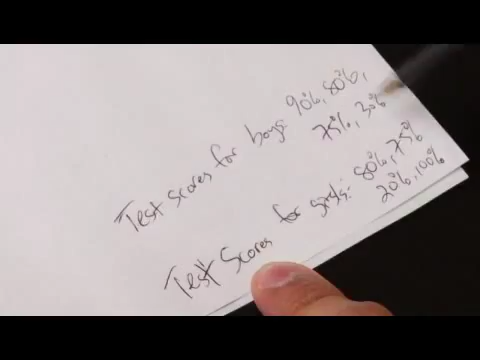 Test scores for boys: 90%, 80%,
75%, 30%
Test Scores for girls: 80%, 75%
20%, 100%